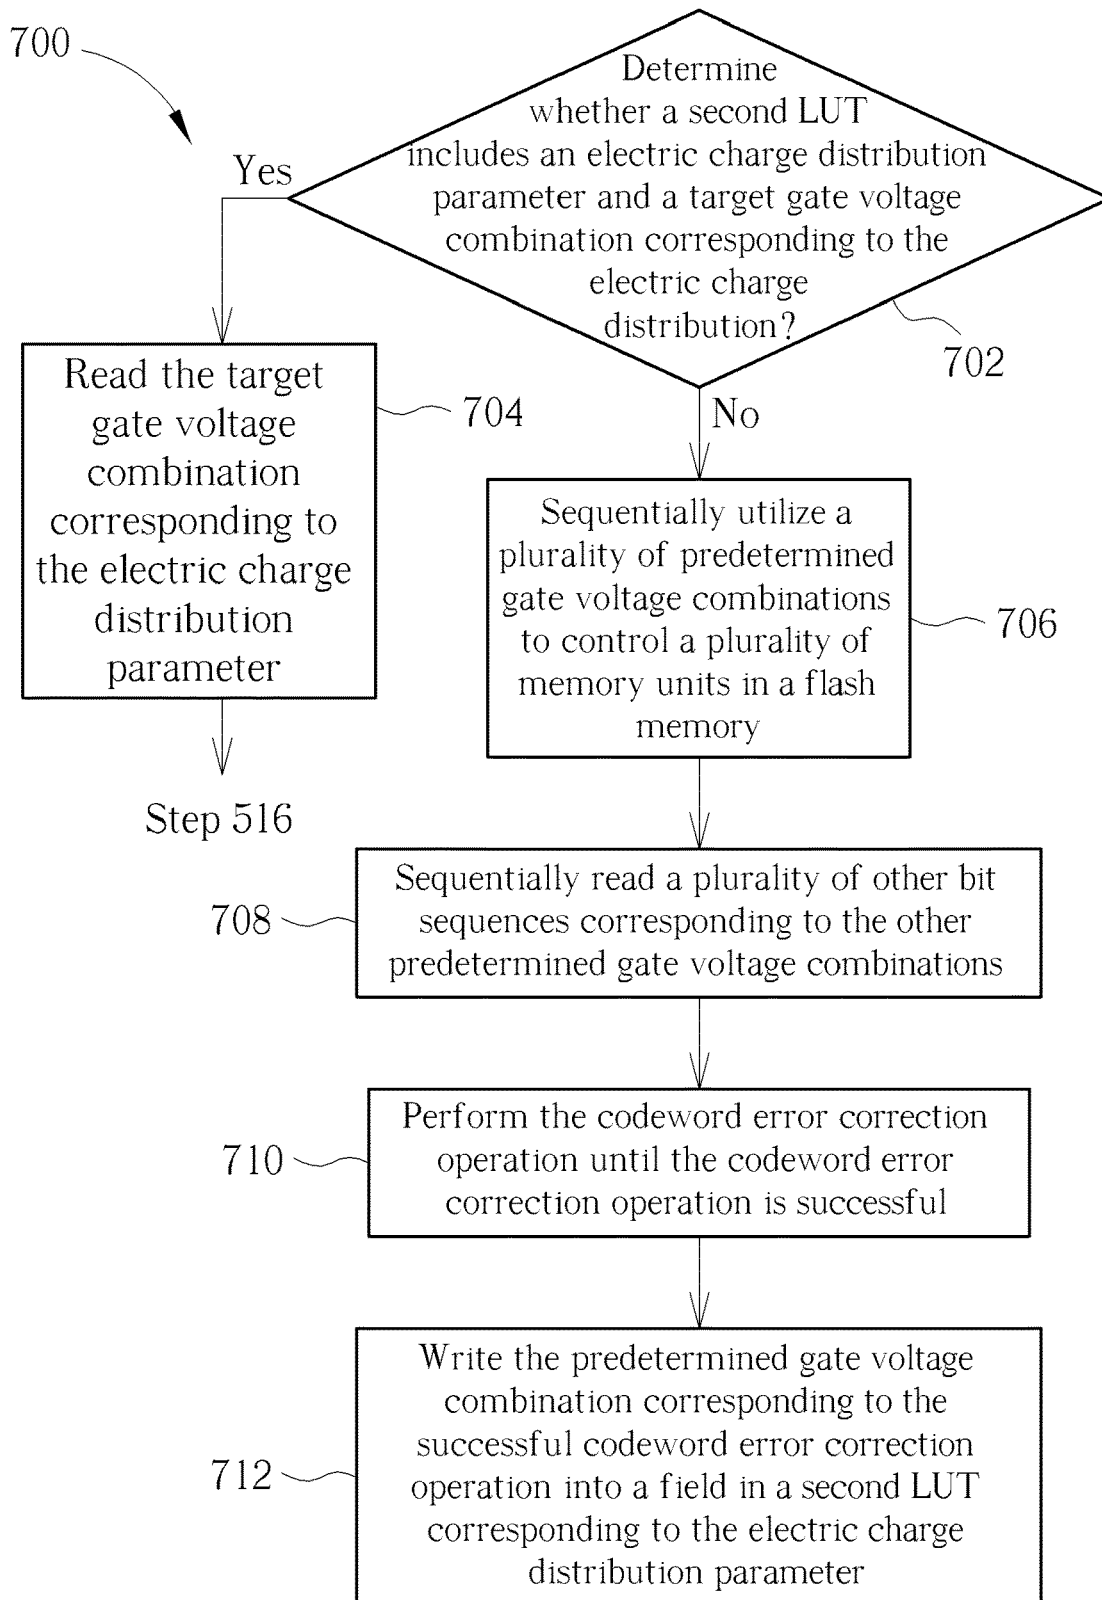 700
Determine
whether a second LUT
includes an electric charge distribution
parameter and a target gate voltage
combination corresponding to the
electric charge
distribution?
702
Yes
No
Read the target
gate voltage
combination
corresponding to
the electric charge
distribution
parameter
704
Step 516
Sequentially utilize a
plurality of predetermined
gate voltage combinations
to control a plurality of
memory units in a flash
memory
706
Sequentially read a plurality of other bit
sequences corresponding to the other
predetermined gate voltage combinations
708
Perform the codeword error correction
operation until the codeword error
correction operation is successful
710
Write the predetermined gate voltage
combination corresponding to the
successful codeword error correction
operation into a field in a second LUT
corresponding to the electric charge
distribution parameter
712